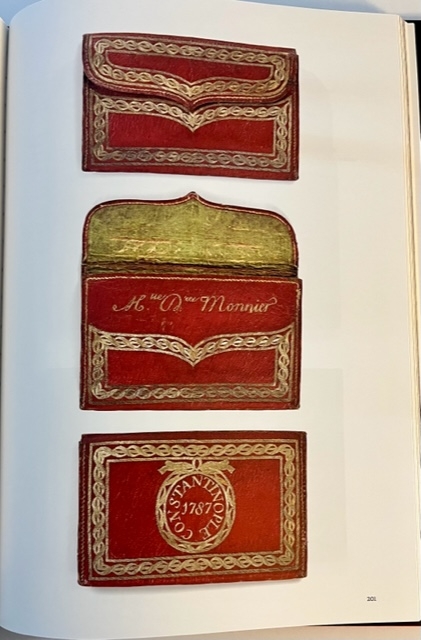 M.lle D.lle Monnier
CONSTANTINOPLE
1787
201